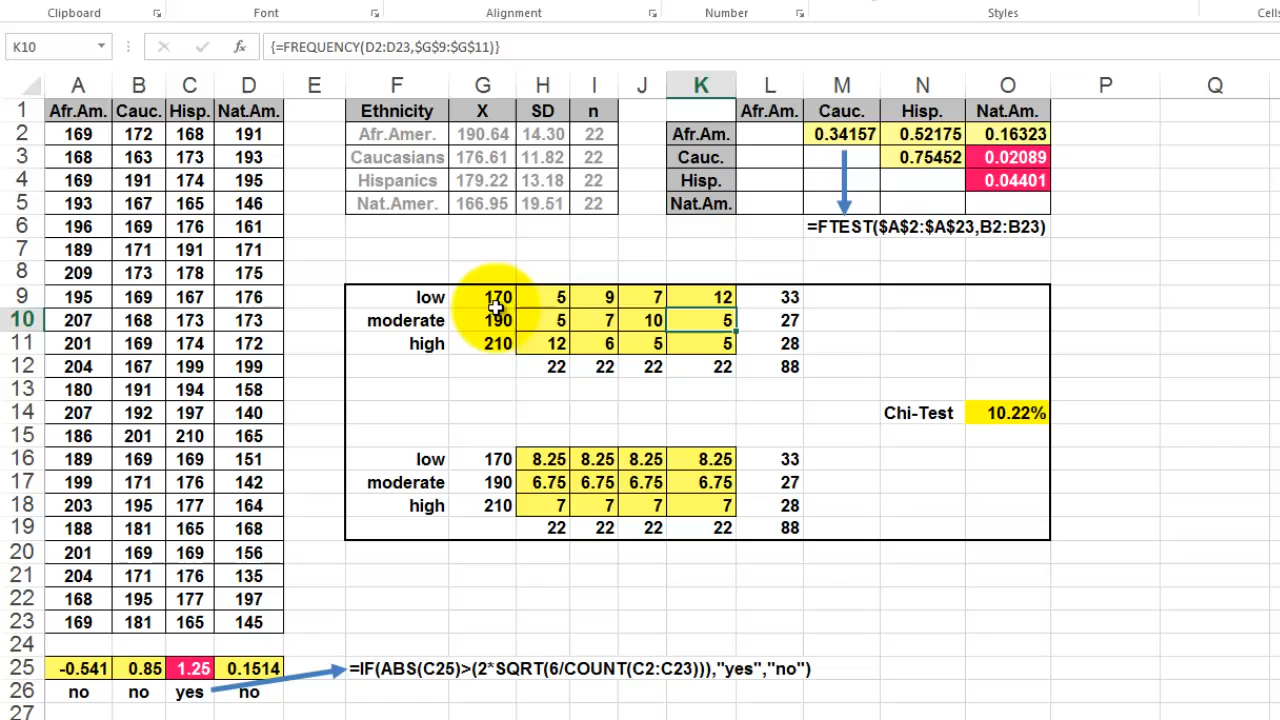 Clipboard Font Alignment Number Styles Cells
K10 fx {=FREQUENCY(D2:D23,$G$9:$G$11)}
A B C D E F G H I J K L M N O P Q
1 Afr.Am. Cauc. Hisp. Nat.Am. Ethnicity X SD n Afr.Am. Cauc. Hisp. Nat.Am.
2 169 172 168 191 Afr.Amer. 190.64 14.30 22 Afr.Am. 0.34157 0.52175 0.16323
3 168 163 173 193 Caucasians 176.61 11.82 22 Cauc. 0.75452 0.02089
4 169 191 174 195 Hispanics 179.22 13.18 22 Hisp. 0.04401
5 193 167 165 146 Nat.Amer. 166.95 19.51 22 Nat.Am.
6 196 169 176 161 =FTEST($A$2:$A$23,B2:B23)
7 189 171 191 171
8 209 173 178 175
9 195 169 167 176 low 170 5 9 7 12 33
10 207 168 173 173 moderate 190 5 7 10 5 27
11 201 169 174 172 high 210 12 6 5 5 28
12 204 167 199 199 22 22 22 22 88
13 180 191 194 158
14 207 192 197 140 Chi-Test 10.22%
15 186 201 210 165
16 189 169 169 151 low 170 8.25 8.25 8.25 8.25 33
17 199 171 176 142 moderate 190 6.75 6.75 6.75 6.75 27
18 203 195 177 164 high 210 7 7 7 7 28
19 188 181 165 168 22 22 22 22 88
20 201 169 169 156
21 204 171 176 135
22 168 195 177 197
23 169 181 165 145
24
25 -0.541 0.85 1.25 0.1514 =IF(ABS(C25)>(2*SQRT(6/COUNT(C2:C23))),"yes","no")
26 no no yes no
27